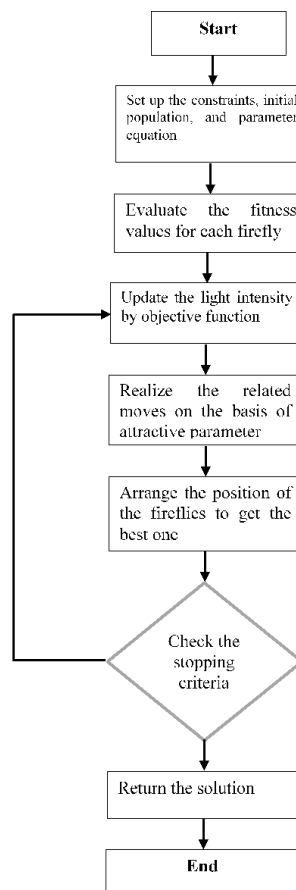 Start
Set up the constraints, initial
population, and parameter
equation
Evaluate the fitness
values for each firefly
Update the light intensity
by objective function
Realize the related
moves on the basis of
attractive parameter
Arrange the position of
the fireflies to get the
best one
Check the
stopping
criteria
Return the solution
End